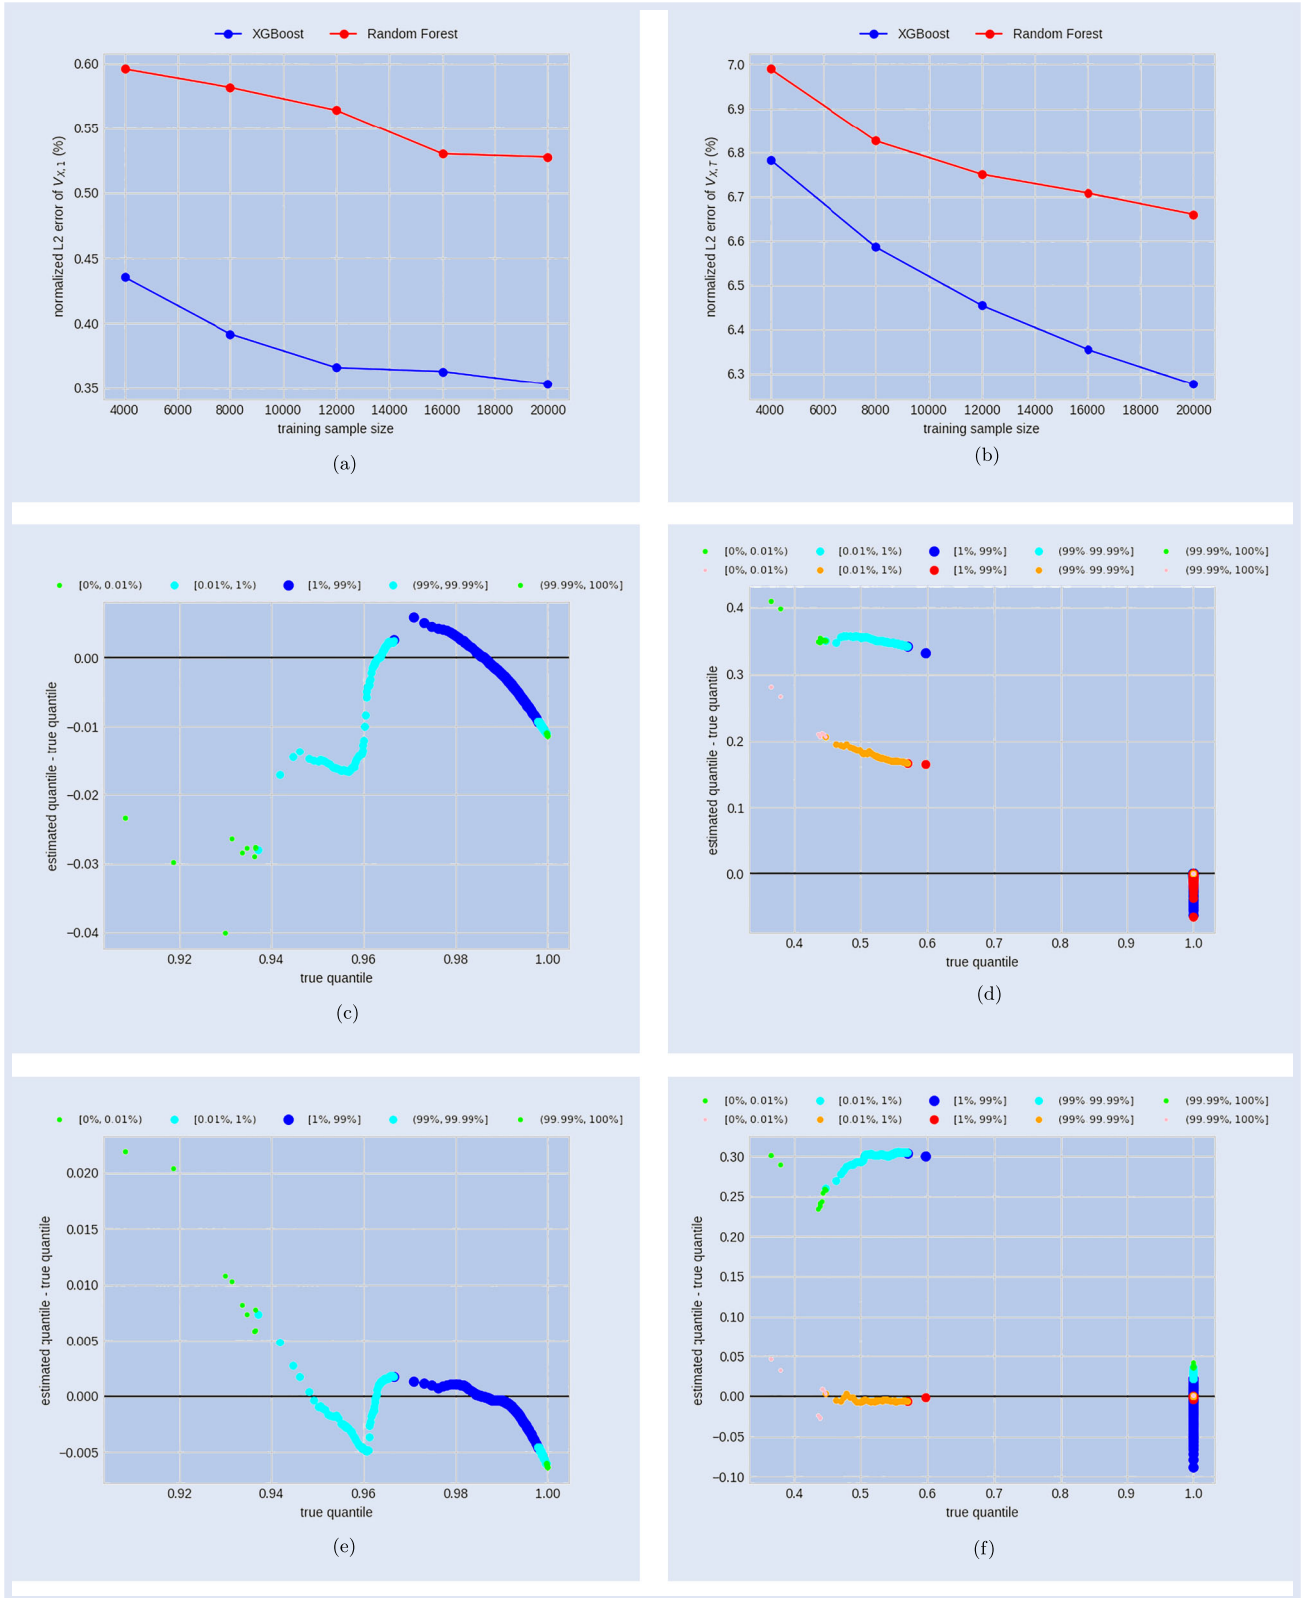 XGBoost Random Forest
0.60
0.55
0.50
0.45
0.40
0.35
normalized L2 error of V_{X,1} (%)
4000 6000 8000 10000 12000 14000 16000 18000 20000
training sample size
(a)
XGBoost Random Forest
7.0
6.9
6.8
6.7
6.6
6.5
6.4
6.3
normalized L2 error of V_{X,T} (%)
4000 6000 8000 10000 12000 14000 16000 18000 20000
training sample size
(b)
[0%, 0.01%) [0.01%, 1%) [1%, 99%] (99%, 99.99%] (99.99%, 100%]
0.00
−0.01
−0.02
−0.03
−0.04
estimated quantile - true quantile
0.92 0.94 0.96 0.98 1.00
true quantile
(c)
[0%, 0.01%) [0.01%, 1%) [1%, 99%] (99% 99.99%] (99.99%, 100%]
[0%, 0.01%) [0.01%, 1%) [1%, 99%] (99% 99.99%] (99.99%, 100%]
0.4
0.3
0.2
0.1
0.0
estimated quantile - true quantile
0.4 0.5 0.6 0.7 0.8 0.9 1.0
true quantile
(d)
[0%, 0.01%) [0.01%, 1%) [1%, 99%] (99%, 99.99%] (99.99%, 100%]
0.020
0.015
0.010
0.005
0.000
−0.005
estimated quantile - true quantile
0.92 0.94 0.96 0.98 1.00
true quantile
(e)
[0%, 0.01%) [0.01%, 1%) [1%, 99%] (99% 99.99%] (99.99%, 100%]
[0%, 0.01%) [0.01%, 1%) [1%, 99%] (99% 99.99%] (99.99%, 100%]
0.30
0.25
0.20
0.15
0.10
0.05
0.00
−0.05
−0.10
estimated quantile - true quantile
0.4 0.5 0.6 0.7 0.8 0.9 1.0
true quantile
(f)